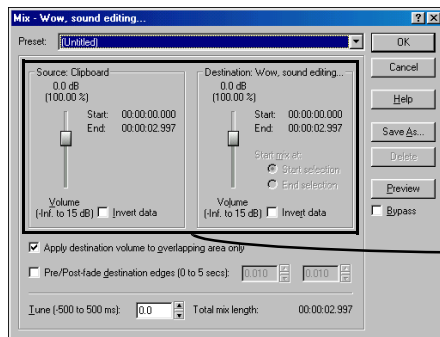 Mix - Wow, sound editing...
Preset: (Untitled)
OK
Cancel
Help
Save As...
Delete
Preview
Bypass
Source: Clipboard
0.0 dB
(100.00 %)
Start: 00:00:00.000
End: 00:00:02.997
Volume
(-Inf. to 15 dB) Invert data
Destination: Wow, sound editing...
0.0 dB
(100.00 %)
Start: 00:00:00.000
End: 00:00:02.997
Start mix at:
Start selection
End selection
Volume
(-Inf. to 15 dB) Invert data
Apply destination volume to overlapping area only
Pre/Post-fade destination edges (0 to 5 secs): 0.010 0.010
Tune (-500 to 500 ms): 0.0 Total mix length: 00:00:02.997